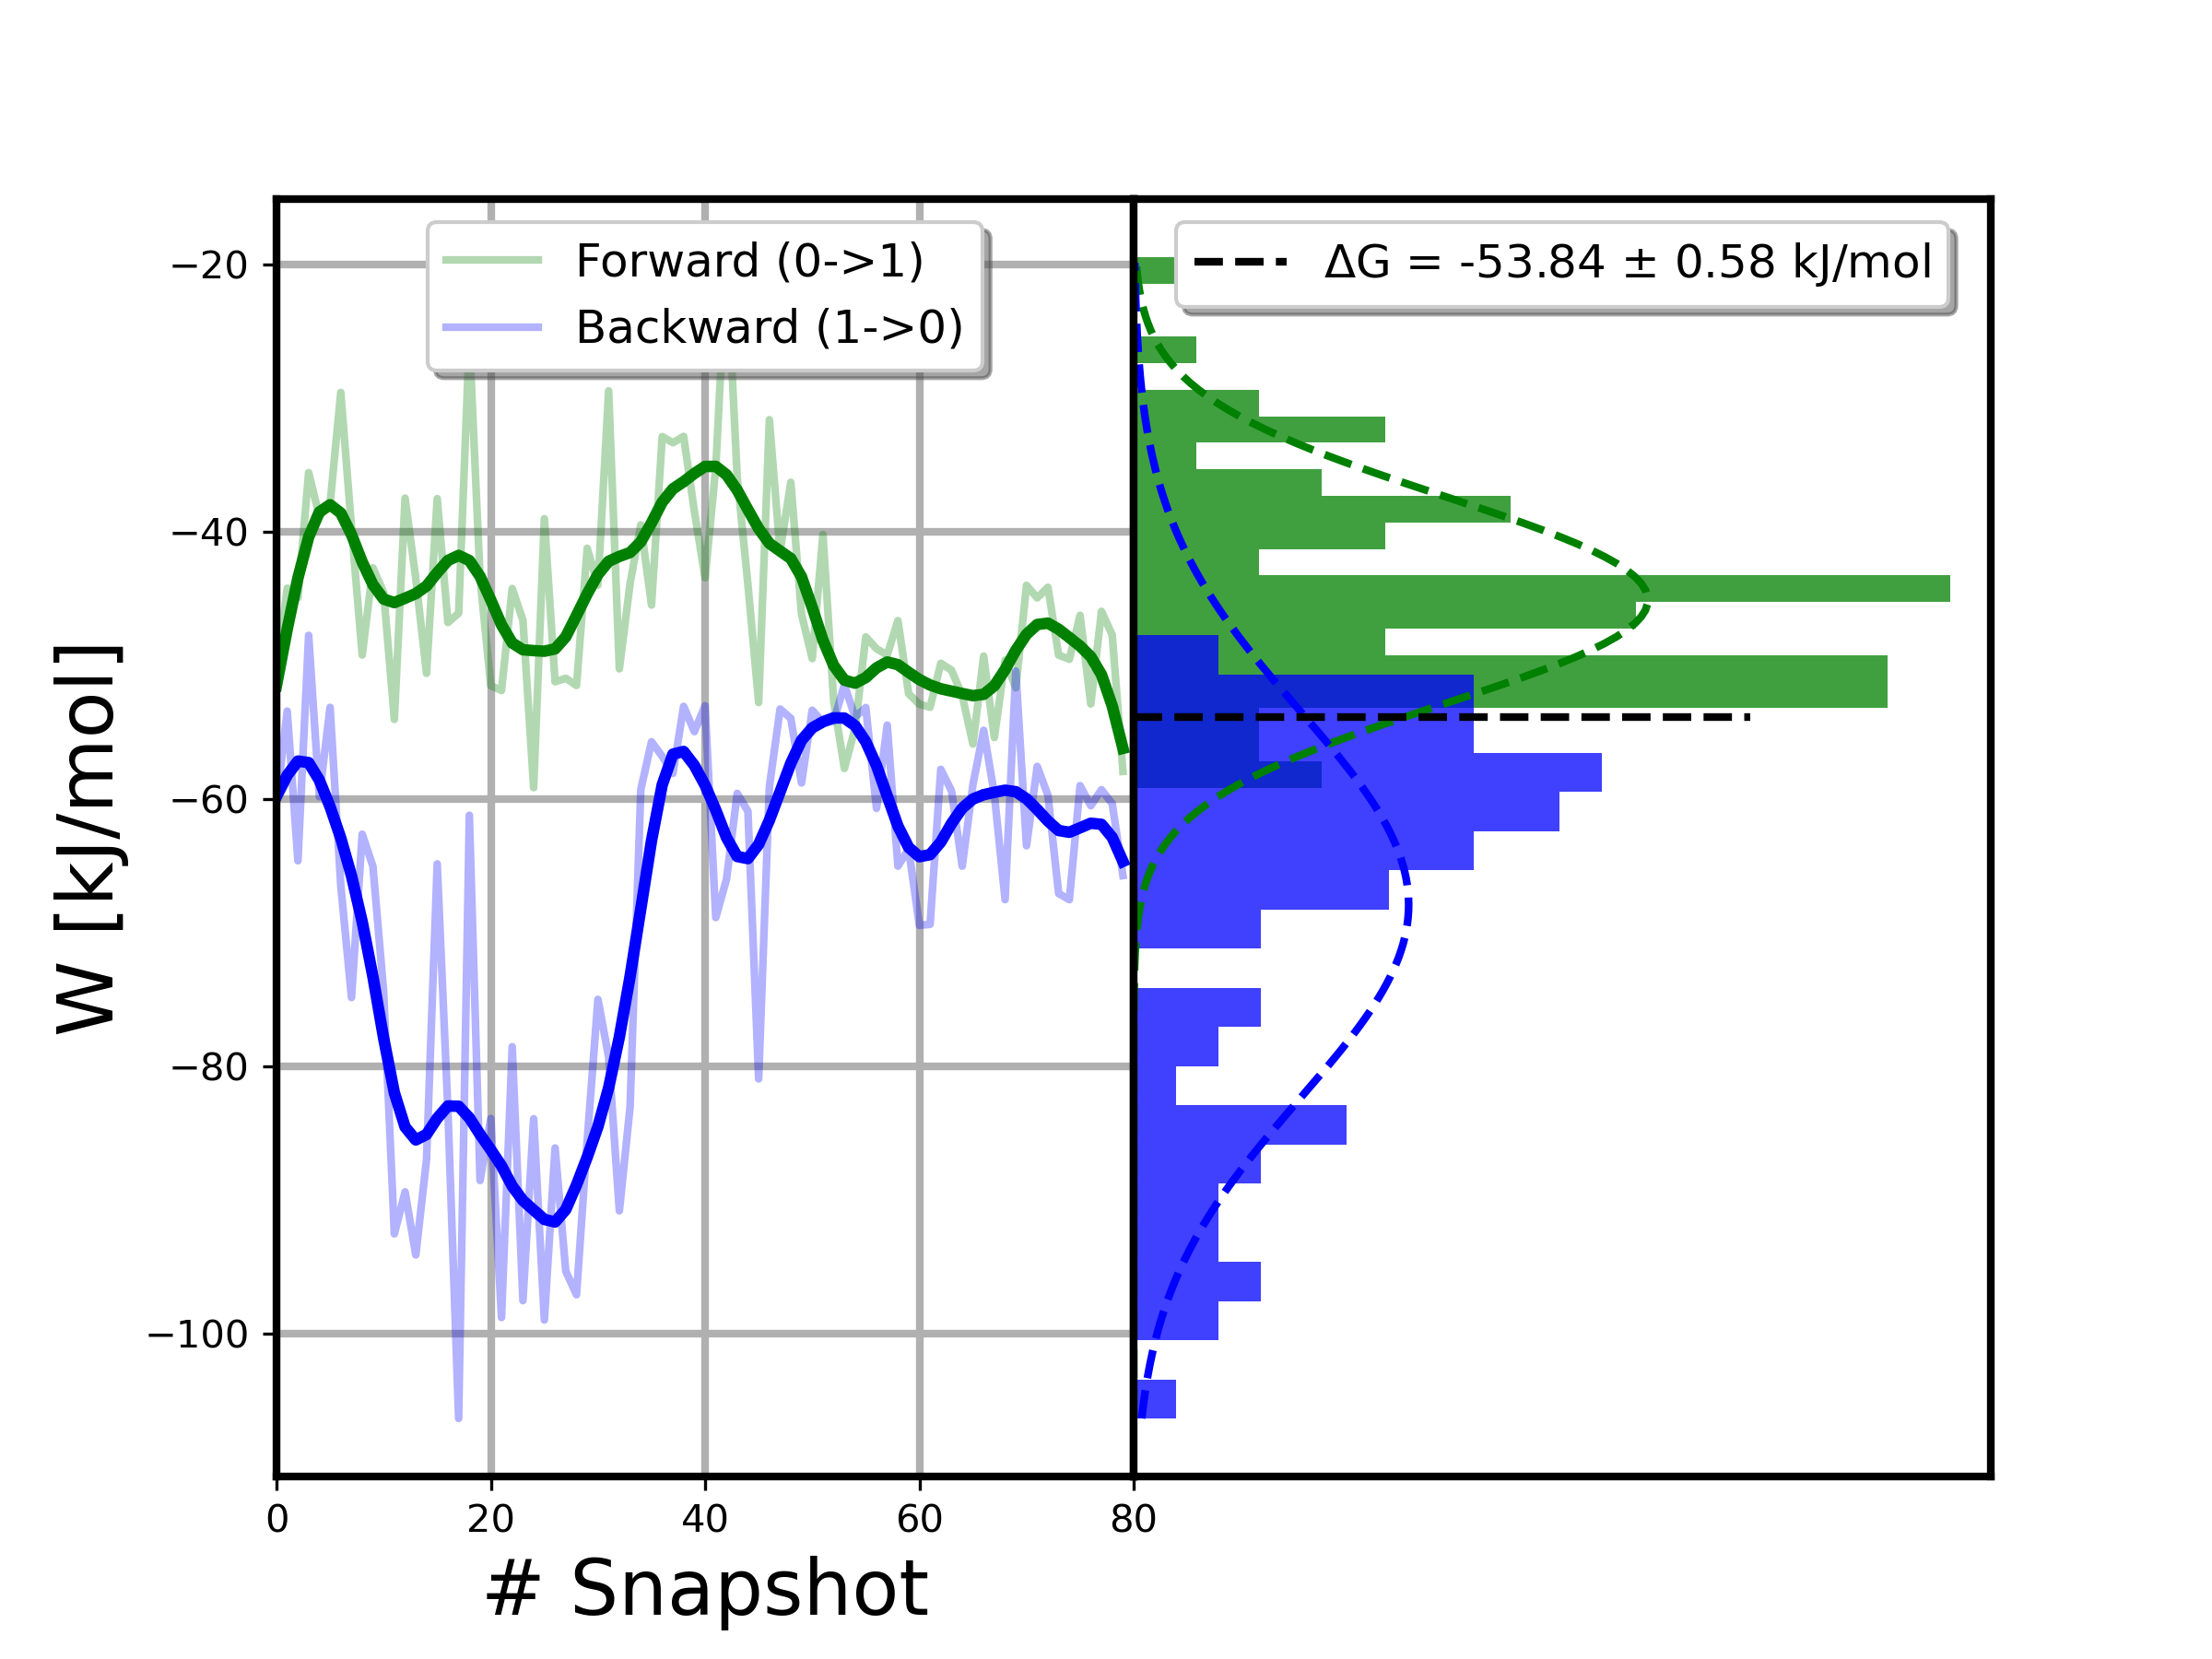 Forward (0->1)
Backward (1->0)
ΔG = -53.84 ± 0.58 kJ/mol
−20
−40
−60
−80
−100
W [kJ/mol]
0 20 40 60 80
# Snapshot